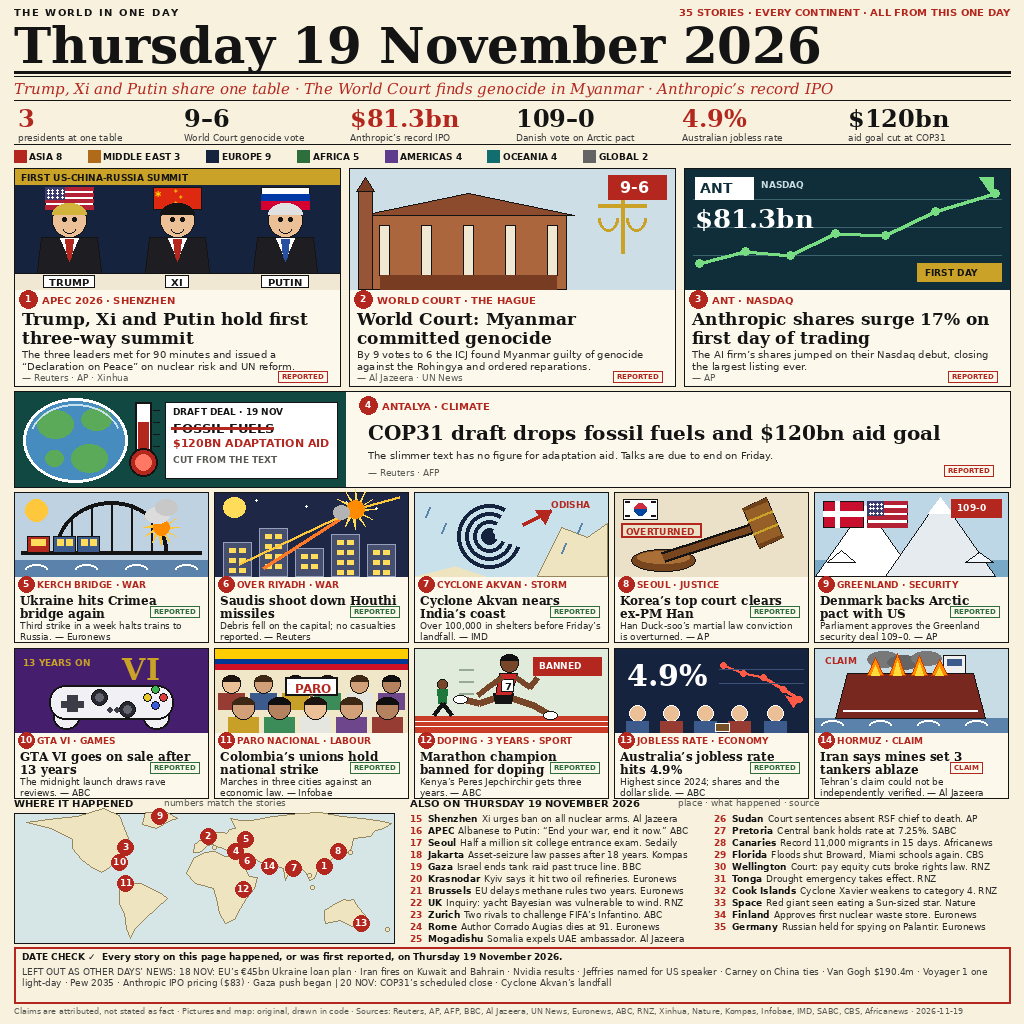 THE WORLD IN ONE DAY
35 STORIES · EVERY CONTINENT · ALL FROM THIS ONE DAY
Thursday 19 November 2026
Trump, Xi and Putin share one table · The World Court finds genocide in Myanmar · Anthropic’s record IPO
3
presidents at one table
9–6
World Court genocide vote
$81.3bn
Anthropic’s record IPO
109–0
Danish vote on Arctic pact
4.9%
Australian jobless rate
$120bn
aid goal cut at COP31
ASIA 8
MIDDLE EAST 3
EUROPE 9
AFRICA 5
AMERICAS 4
OCEANIA 4
GLOBAL 2
FIRST US-CHINA-RUSSIA SUMMIT
TRUMP
XI
PUTIN
1 APEC 2026 · SHENZHEN
Trump, Xi and Putin hold first
three-way summit
The three leaders met for 90 minutes and issued a
“Declaration on Peace” on nuclear risk and UN reform.
— Reuters · AP · Xinhua
REPORTED
9–6
2 WORLD COURT · THE HAGUE
World Court: Myanmar
committed genocide
By 9 votes to 6 the ICJ found Myanmar guilty of genocide
against the Rohingya and ordered reparations.
— Al Jazeera · UN News
REPORTED
ANT
NASDAQ
$81.3bn
FIRST DAY
3 ANT · NASDAQ
Anthropic shares surge 17% on
first day of trading
The AI firm’s shares jumped on their Nasdaq debut, closing
the largest listing ever.
— AP
REPORTED
DRAFT DEAL · 19 NOV
FOSSIL FUELS
$120BN ADAPTATION AID
CUT FROM THE TEXT
4 ANTALYA · CLIMATE
COP31 draft drops fossil fuels and $120bn aid goal
The slimmer text has no figure for adaptation aid. Talks are due to end on Friday.
— Reuters · AFP
REPORTED
5 KERCH BRIDGE · WAR
Ukraine hits Crimea
bridge again
REPORTED
Third strike in a week halts trains to
Russia. — Euronews
6 OVER RIYADH · WAR
Saudis shoot down Houthi
missiles
REPORTED
Debris fell on the capital; no casualties
reported. — Reuters
ODISHA
7 CYCLONE AKVAN · STORM
Cyclone Akvan nears
India’s coast
REPORTED
Over 100,000 in shelters before Friday’s
landfall. — IMD
OVERTURNED
8 SEOUL · JUSTICE
Korea’s top court clears
ex-PM Han
REPORTED
Han Duck-soo’s martial law conviction
is overturned. — AP
109–0
9 GREENLAND · SECURITY
Denmark backs Arctic
pact with US
REPORTED
Parliament approves the Greenland
security deal 109–0. — AP
13 YEARS ON
VI
10 GTA VI · GAMES
GTA VI goes on sale after
13 years
REPORTED
The midnight launch draws rave
reviews. — ABC
PARO
11 PARO NACIONAL · LABOUR
Colombia’s unions hold
national strike
REPORTED
Marches in three cities against an
economic law. — Infobae
BANNED
7
12 DOPING · 3 YEARS · SPORT
Marathon champion
banned for doping
REPORTED
Kenya’s Peres Jepchirchir gets three
years. — ABC
4.9%
13 JOBLESS RATE · ECONOMY
Australia’s jobless rate
hits 4.9%
REPORTED
Highest since 2024; shares and the
dollar slide. — ABC
CLAIM
14 HORMUZ · CLAIM
Iran says mines set 3
tankers ablaze
CLAIM
Tehran’s claim could not be
independently verified. — Al Jazeera
WHERE IT HAPPENED
numbers match the stories
9
2
5
3
4
8
10
6
14
7
1
11
12
13
ALSO ON THURSDAY 19 NOVEMBER 2026
place · what happened · source
15 Shenzhen Xi urges ban on all nuclear arms. Al Jazeera
16 APEC Albanese to Putin: “End your war, end it now.” ABC
17 Seoul Half a million sit college entrance exam. Sedaily
18 Jakarta Asset-seizure law passes after 18 years. Kompas
19 Gaza Israel ends tank raid past truce line. BBC
20 Krasnodar Kyiv says it hit two oil refineries. Euronews
21 Brussels EU delays methane rules two years. Euronews
22 UK Inquiry: yacht Bayesian was vulnerable to wind. RNZ
23 Zurich Two rivals to challenge FIFA’s Infantino. ABC
24 Rome Author Corrado Augias dies at 91. Euronews
25 Mogadishu Somalia expels UAE ambassador. Al Jazeera
26 Sudan Court sentences absent RSF chief to death. AP
27 Pretoria Central bank holds rate at 7.25%. SABC
28 Canaries Record 11,000 migrants in 15 days. Africanews
29 Florida Floods shut Broward, Miami schools again. CBS
30 Wellington Court: pay equity cuts broke rights law. RNZ
31 Tonga Drought emergency takes effect. RNZ
32 Cook Islands Cyclone Xavier weakens to category 4. RNZ
33 Space Red giant seen eating a Sun-sized star. Nature
34 Finland Approves first nuclear waste store. Euronews
35 Germany Russian held for spying on Palantir. Euronews
DATE CHECK ✓ Every story on this page happened, or was first reported, on Thursday 19 November 2026.
LEFT OUT AS OTHER DAYS’ NEWS: 18 NOV: EU’s €45bn Ukraine loan plan · Iran fires on Kuwait and Bahrain · Nvidia results · Jeffries named for US speaker · Carney on China ties · Van Gogh $190.4m · Voyager 1 one
light-day · Pew 2035 · Anthropic IPO pricing ($83) · Gaza push began | 20 NOV: COP31’s scheduled close · Cyclone Akvan’s landfall
Claims are attributed, not stated as fact · Pictures and map: original, drawn in code · Sources: Reuters, AP, AFP, BBC, Al Jazeera, UN News, Euronews, ABC, RNZ, Xinhua, Nature, Kompas, Infobae, IMD, SABC, CBS, Africanews · 2026-11-19